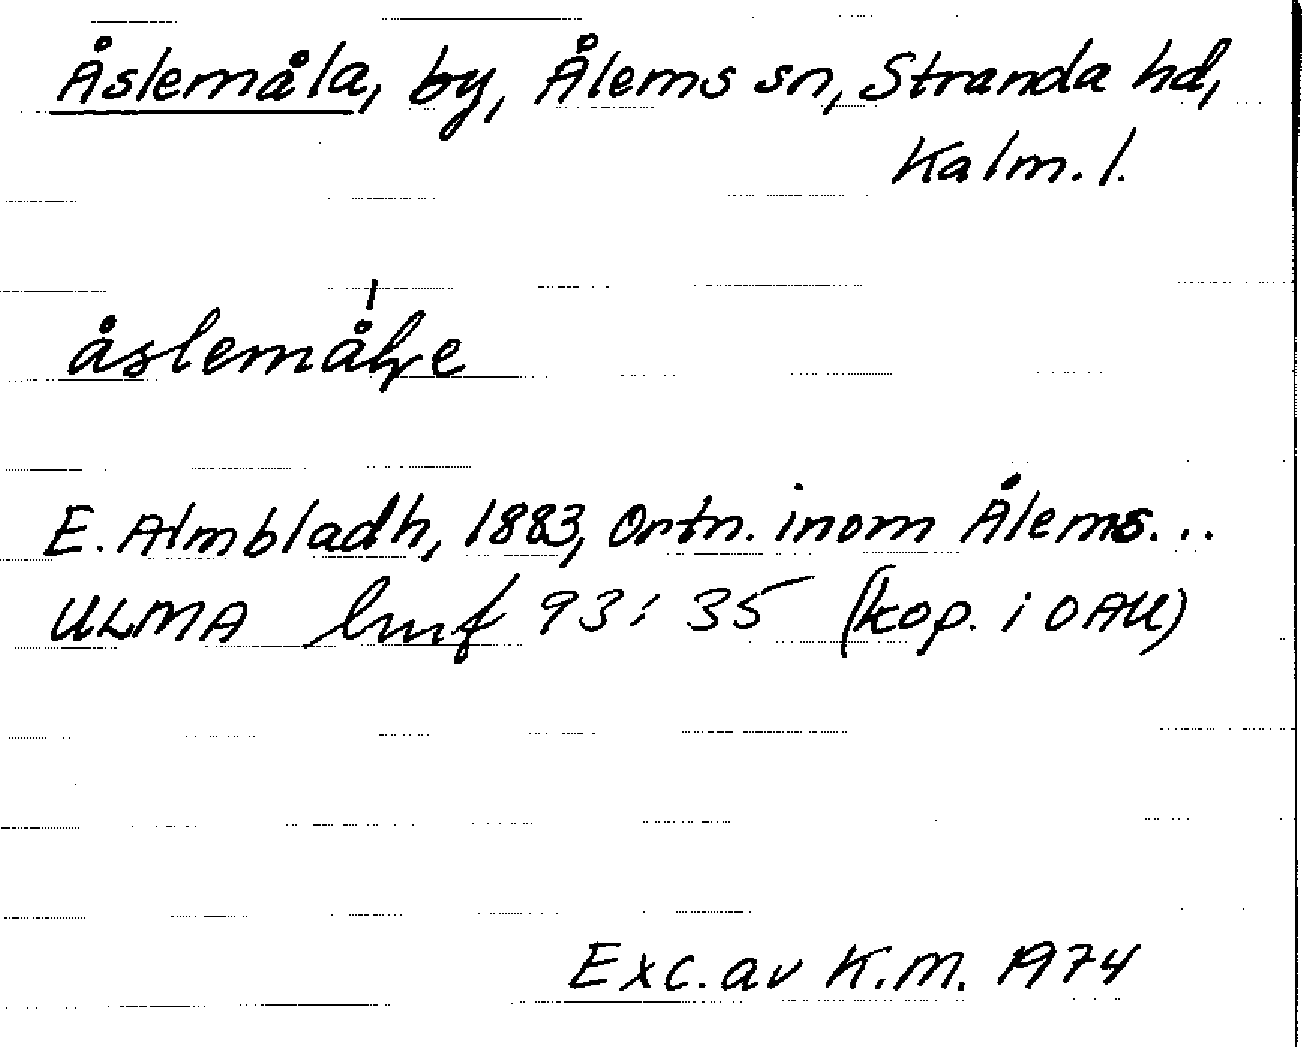 Åslemåla, by, Ålems sn, Stranda hd,
Kalm. l.
åslemåłe
E. Almbladh, 1883, Ortn. inom Ålems...
ULMA lmf 93:35 (kop. i OAU)
Exc. av K.M. 1974